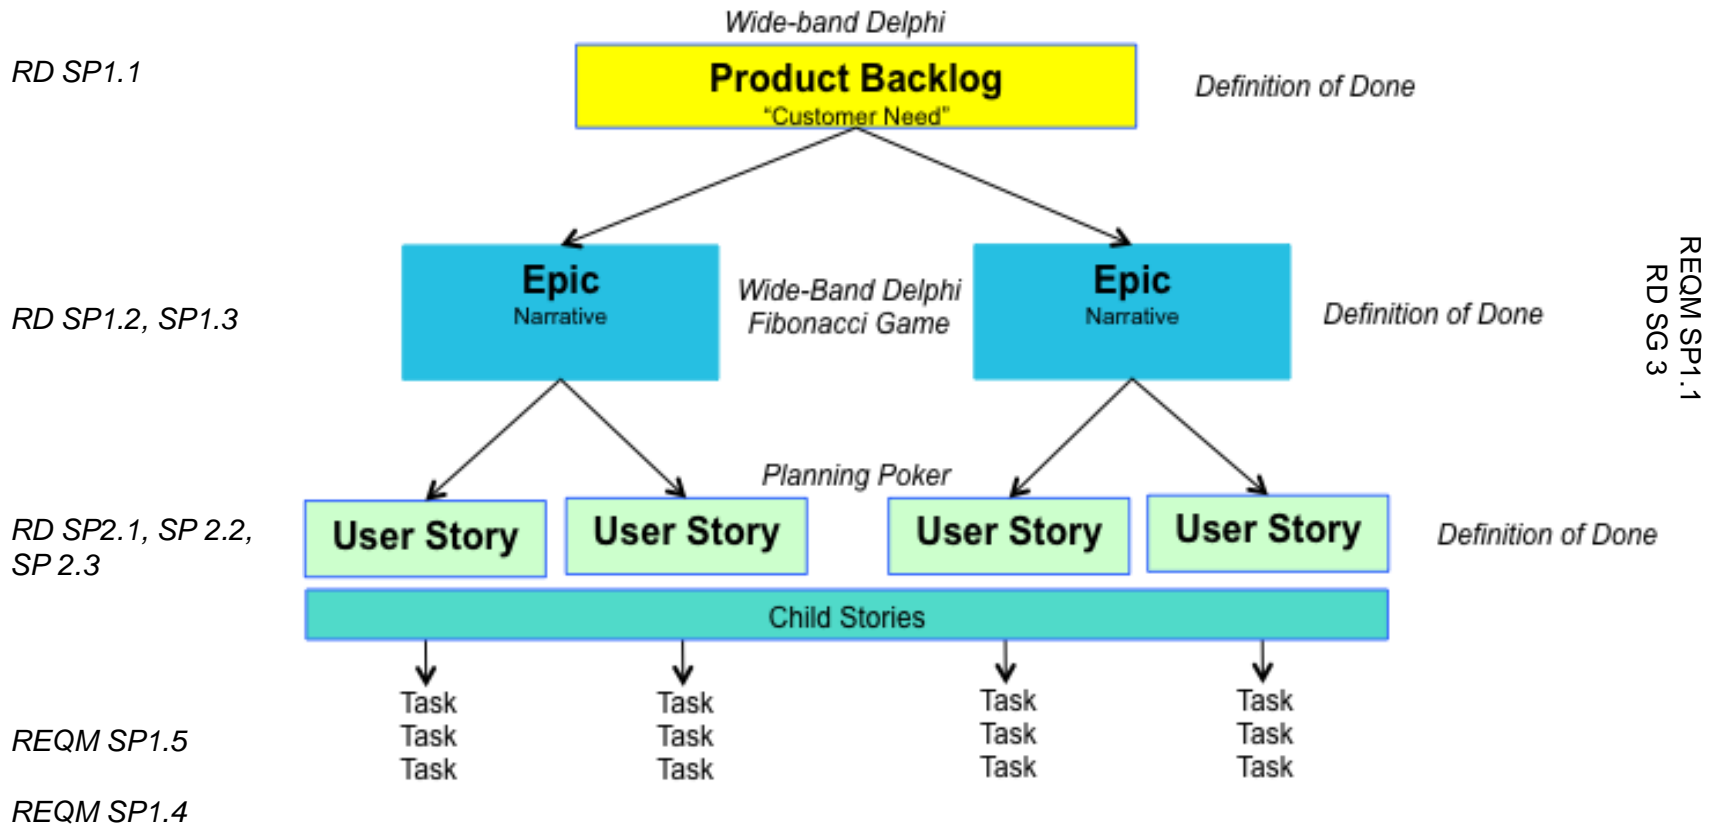 Wide-band Delphi
RD SP1.1
Product Backlog
“Customer Need”
Definition of Done
Epic
Narrative
Wide-Band Delphi
Fibonacci Game
Epic
Narrative
RD SP1.2, SP1.3
Definition of Done
REQM SP1.1
RD SG 3
Planning Poker
RD SP2.1, SP 2.2,
SP 2.3
User Story
User Story
User Story
User Story
Definition of Done
Child Stories
Task
Task
Task
Task
Task
Task
Task
Task
Task
Task
Task
Task
REQM SP1.5
REQM SP1.4